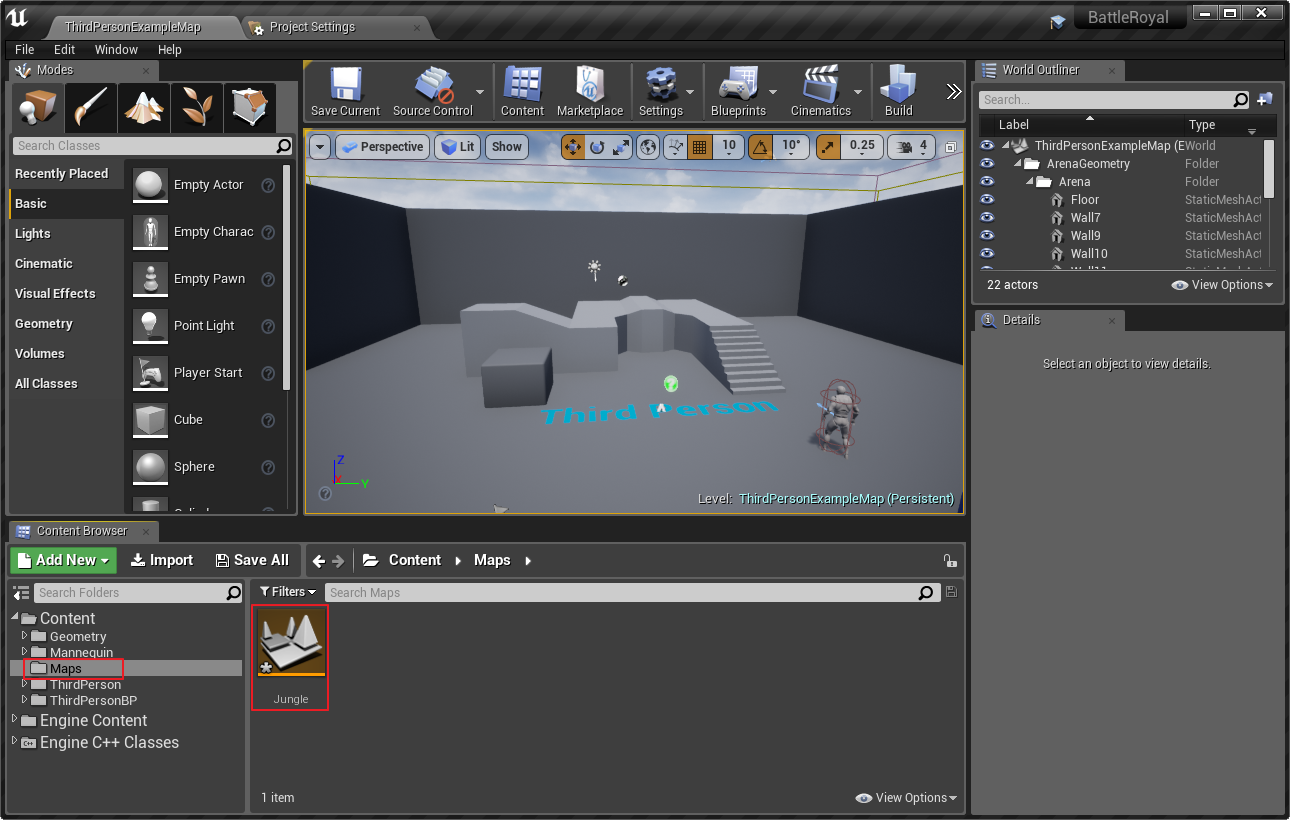 ThirdPersonExampleMap
Project Settings
BattleRoyal
File Edit Window Help
Modes
Search Classes
Recently Placed
Basic
Lights
Cinematic
Visual Effects
Geometry
Volumes
All Classes
Empty Actor
Empty Charac
Empty Pawn
Point Light
Player Start
Cube
Sphere
Save Current
Source Control
Content
Marketplace
Settings
Blueprints
Cinematics
Build
Perspective
Lit
Show
10
10°
0.25
4
Third Person
Z
Y
Level: ThirdPersonExampleMap (Persistent)
World Outliner
Search...
Label Type
ThirdPersonExampleMap (E World
ArenaGeometry Folder
Arena Folder
Floor StaticMeshAct
Wall7 StaticMeshAct
Wall9 StaticMeshAct
Wall10 StaticMeshAct
22 actors
View Options
Details
Select an object to view details.
Content Browser
Add New
Import
Save All
Content
Maps
Search Folders
Content
Geometry
Mannequin
Maps
ThirdPerson
ThirdPersonBP
Engine Content
Engine C++ Classes
Filters
Search Maps
Jungle
1 item
View Options